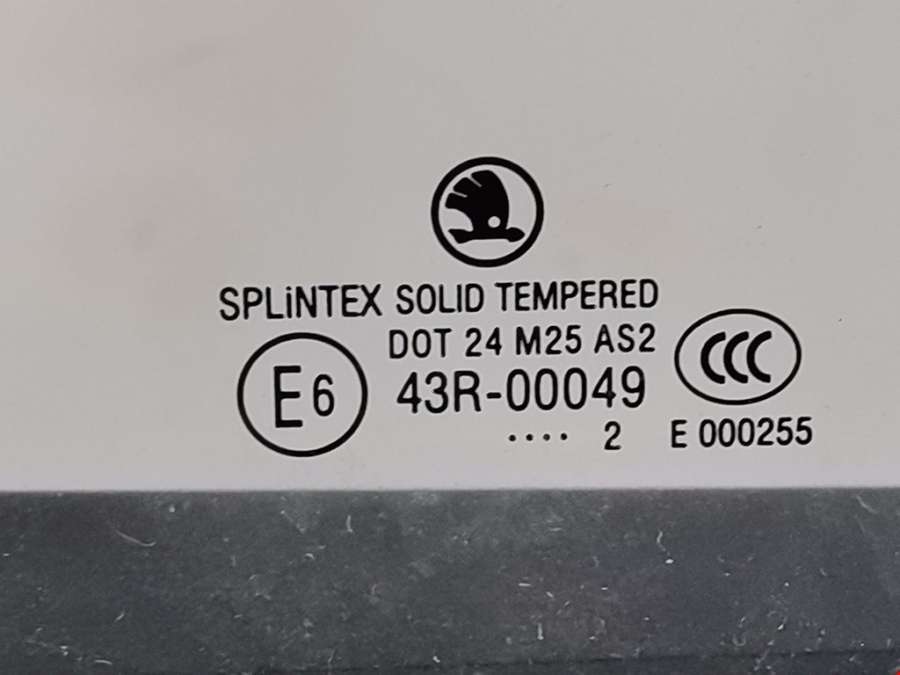 SPLiNTEX SOLID TEMPERED
DOT 24 M25 AS2
E6 43R-00049
CCC
.... 2
E 000255